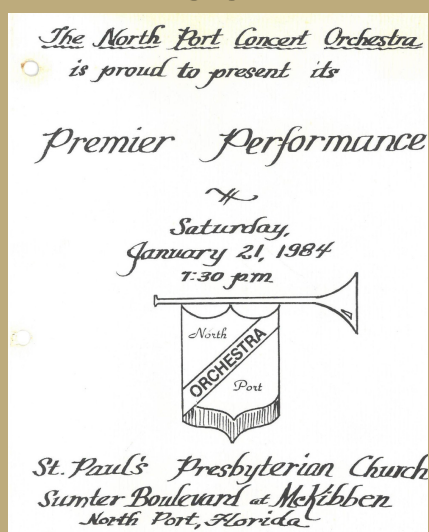 The North Port Concert Orchestra
is proud to present its
Premier Performance
Saturday,
January 21, 1984
7:30 p.m.
North
ORCHESTRA
Port
St. Paul's Presbyterian Church
Sumter Boulevard at McKibben
North Port, Florida